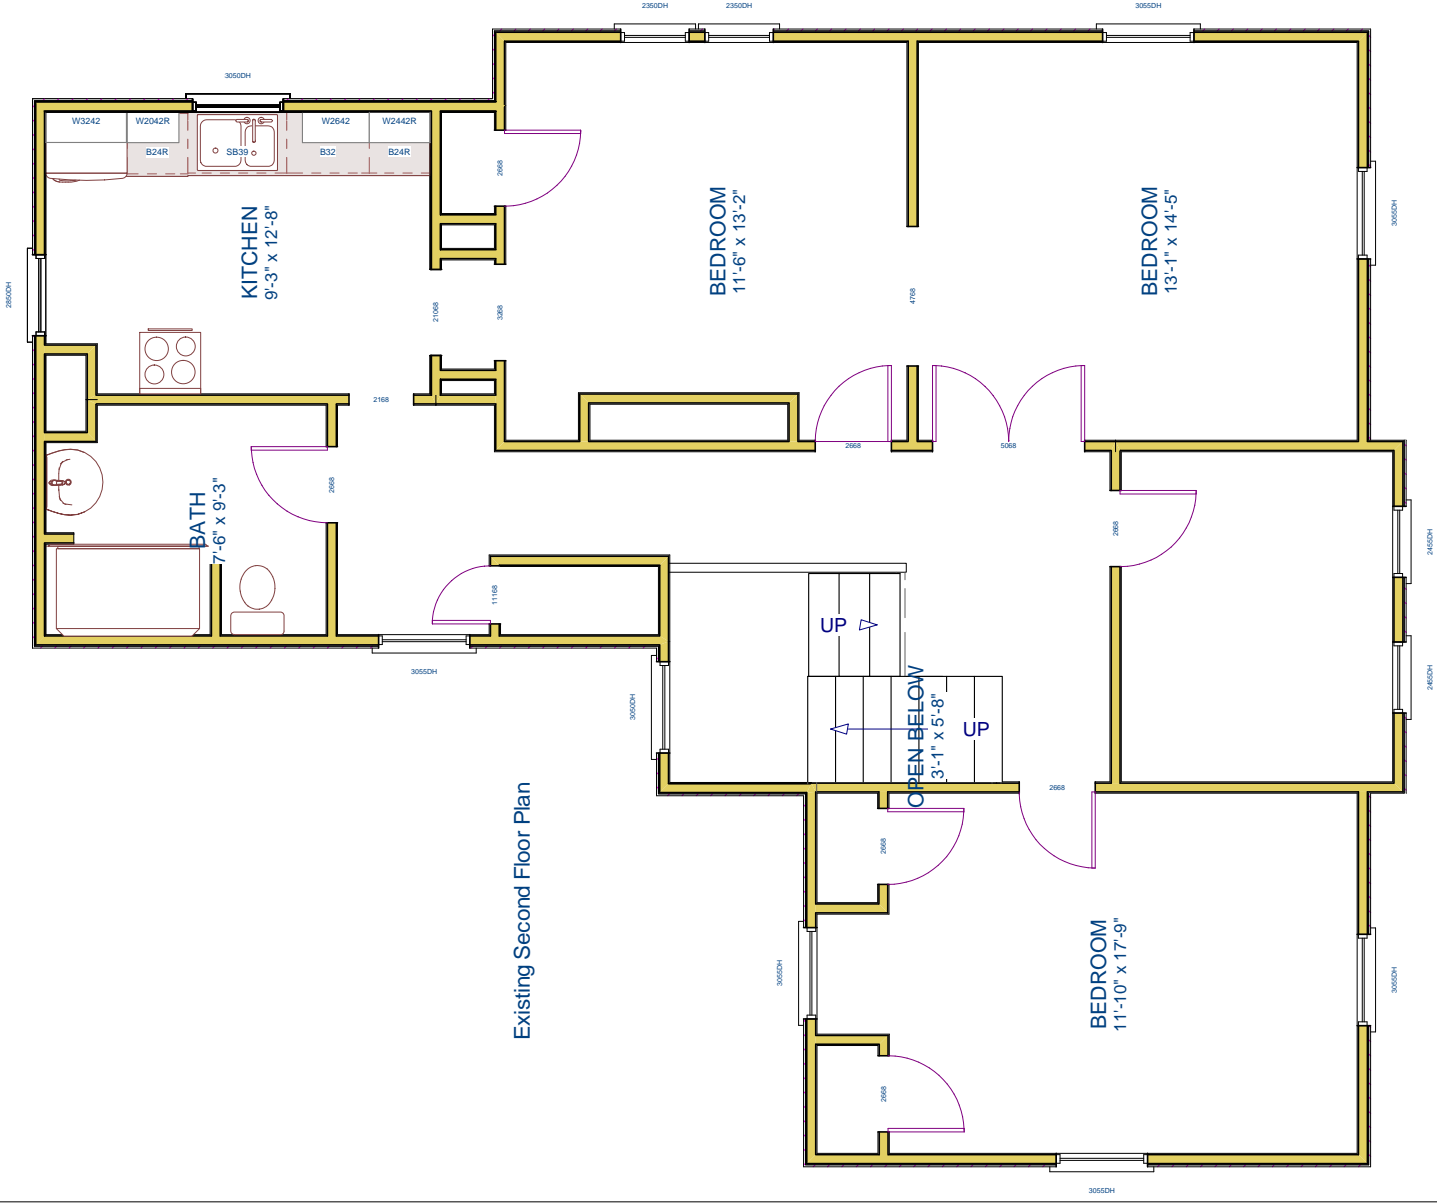 2350DH
2350DH
3055DH
3050DH
W3242
W2042R
W2642
W2442R
B24R
SB39
B32
B24R
2668
KITCHEN
9'-3" x 12'-8"
BEDROOM
11'-6" x 13'-2"
BEDROOM
13'-1" x 14'-5"
3055DH
2850DH
21068
3368
4768
2168
2668
5068
BATH
7'-6" x 9'-3"
2668
2668
2455DH
11168
UP
3055DH
3050DH
OPEN BELOW
3'-1" x 5'-8"
UP
2455DH
2668
Existing Second Floor Plan
2668
BEDROOM
11'-10" x 17'-9"
3055DH
3055DH
2668
3055DH